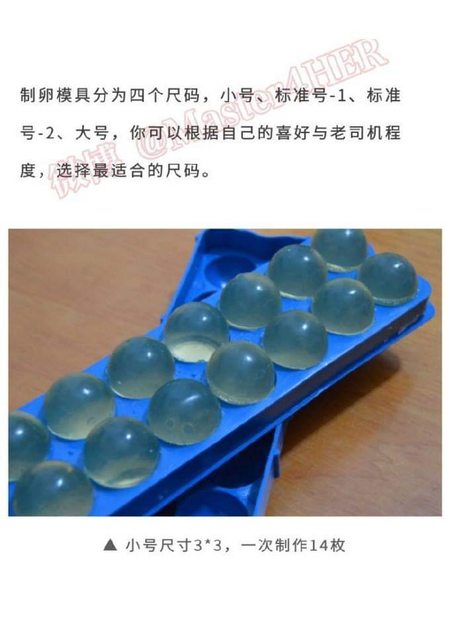 微博 @Master4HER
制卵模具分为四个尺码，小号、标准号-1、标准
号-2、大号，你可以根据自己的喜好与老司机程
度，选择最适合的尺码。
▲ 小号尺寸3*3，一次制作14枚